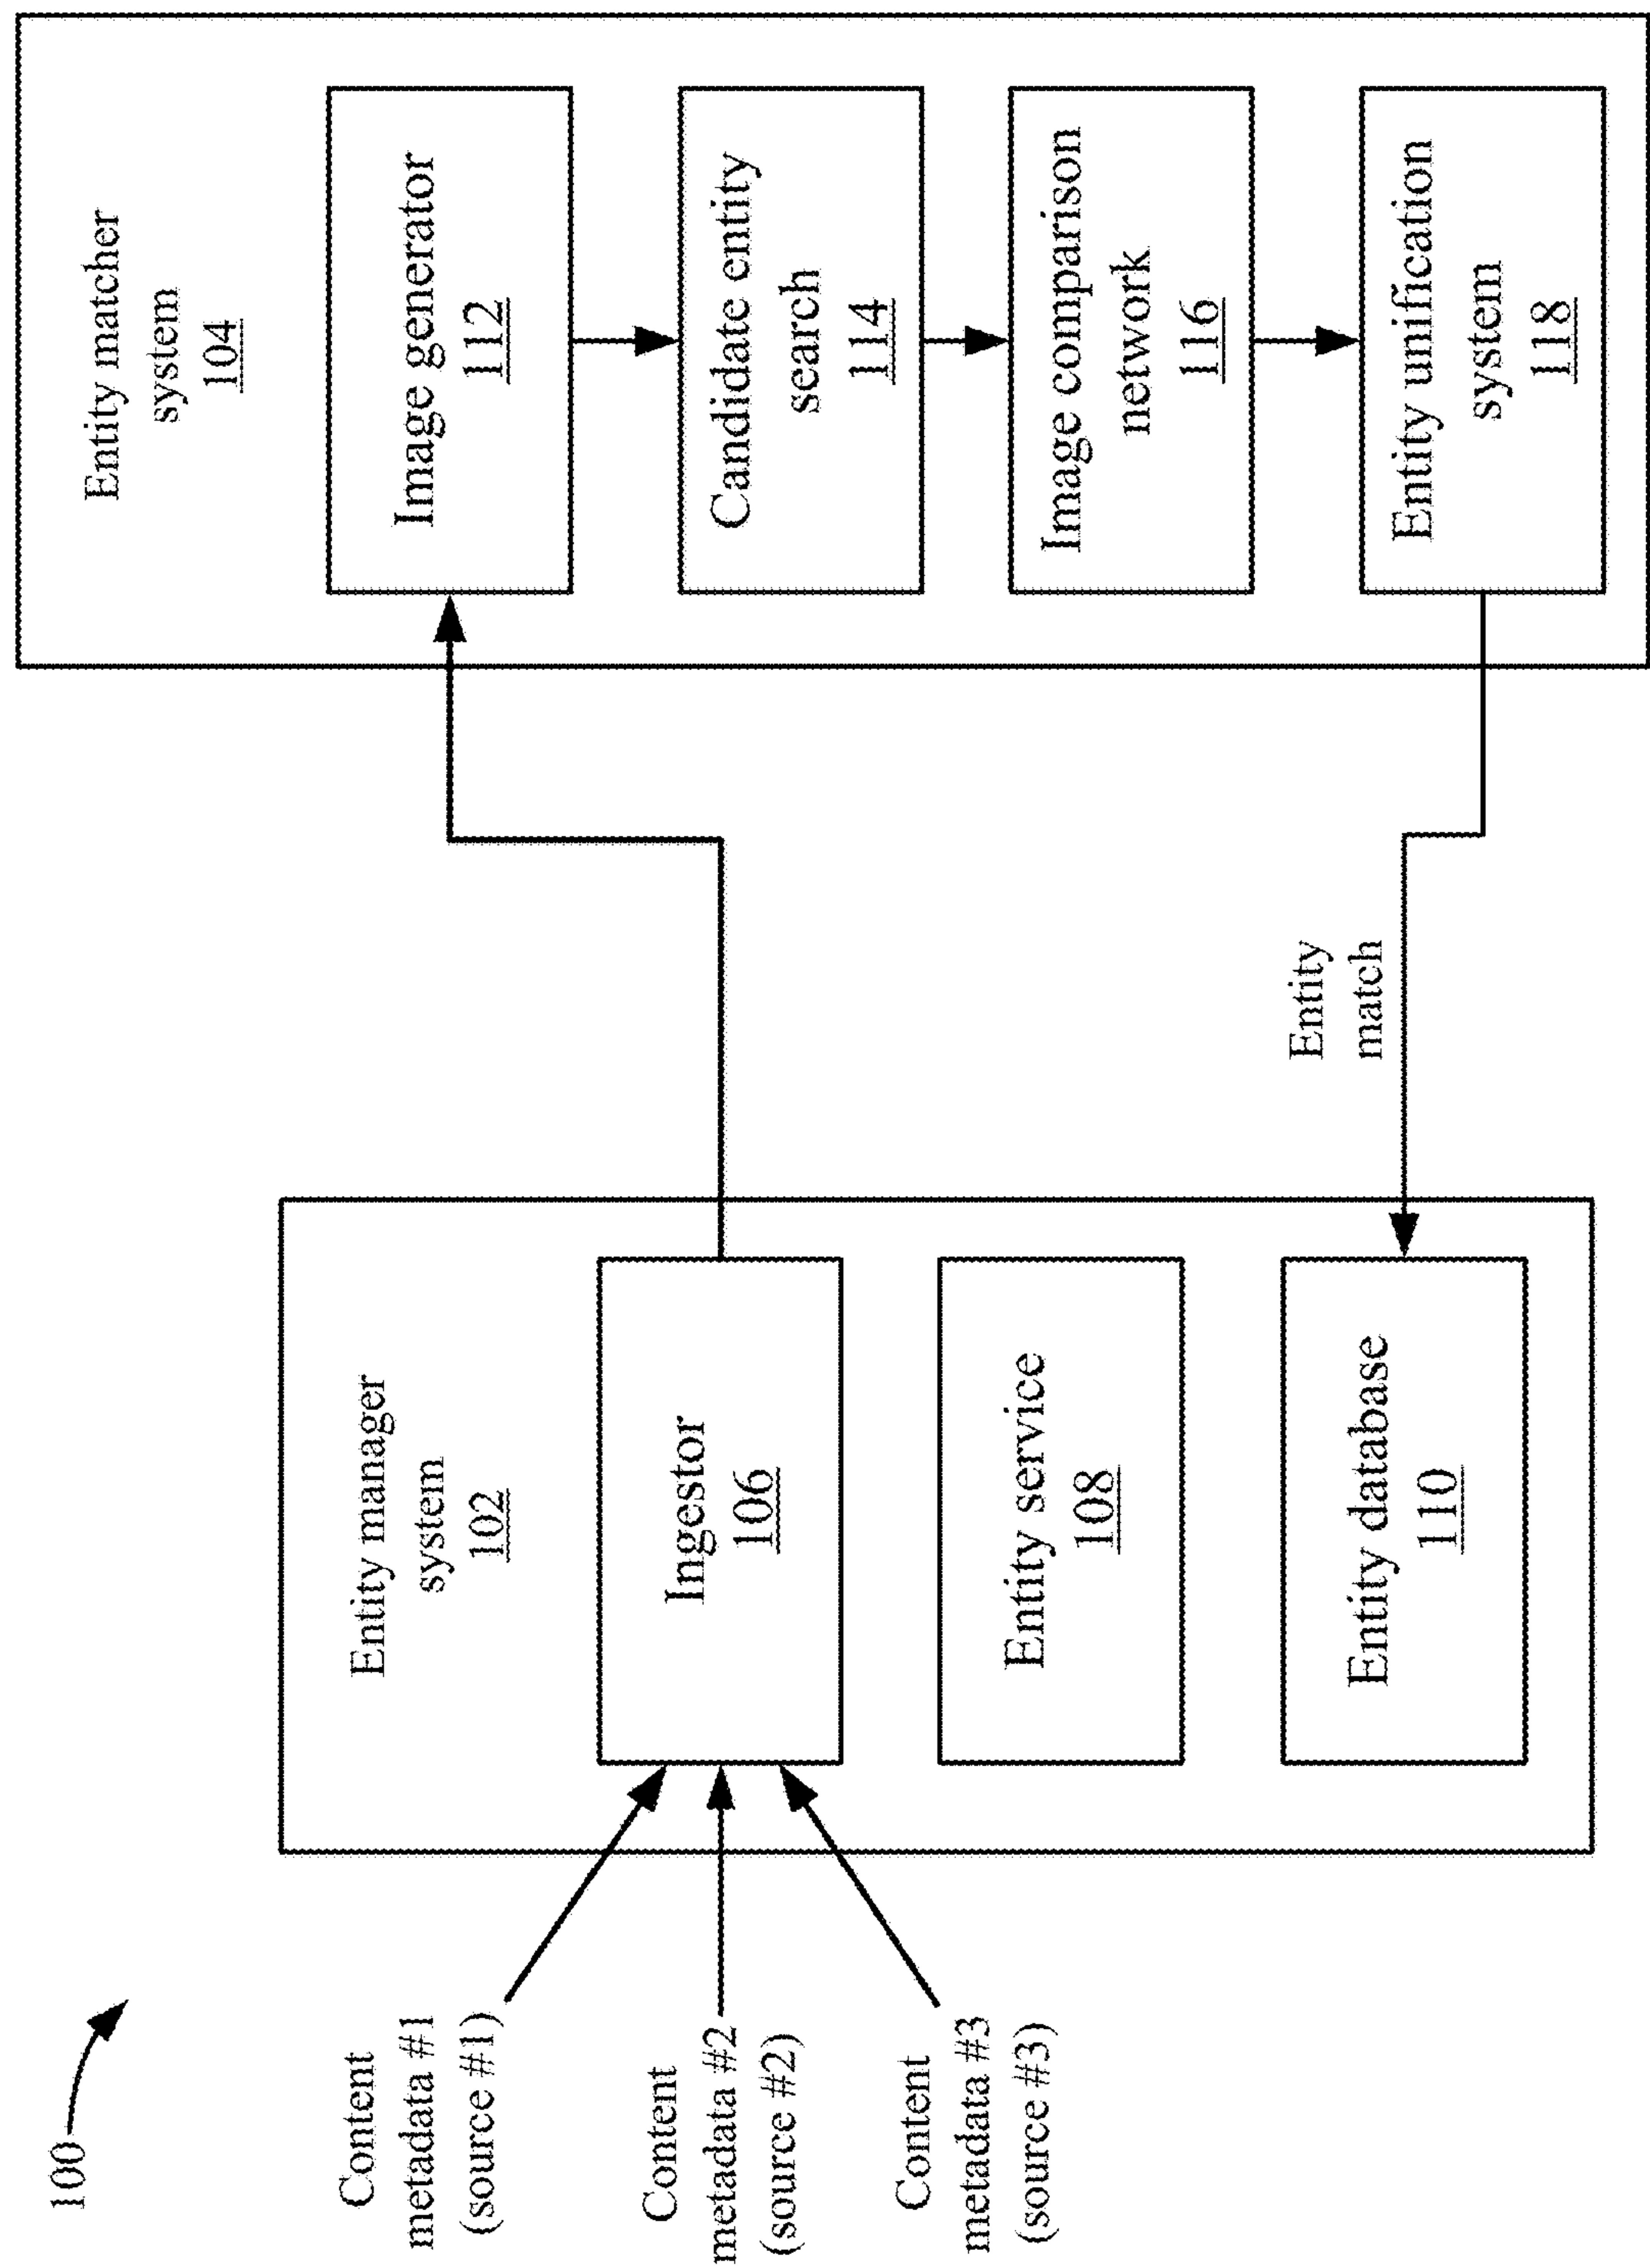 100
Content
metadata #1
(source #1)
Content
metadata #2
(source #2)
Content
metadata #3
(source #3)
Entity manager
system
102
Ingestor
106
Entity service
108
Entity database
110
Entity
match
Entity matcher
system
104
Image generator
112
Candidate entity
search
114
Image comparison
network
116
Entity unification
system
118